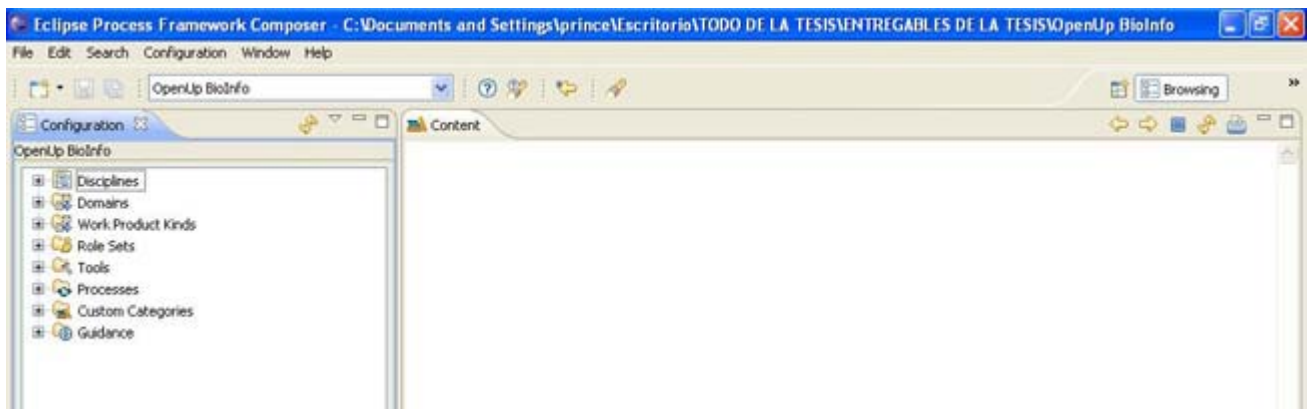 Eclipse Process Framework Composer - C:\Documents and Settings\prince\Escritorio\TODO DE LA TESIS\ENTREGABLES DE LA TESIS\OpenUp BioInfo
File Edit Search Configuration Window Help
OpenUp BioInfo
Browsing
Configuration
Content
OpenUp BioInfo
Disciplines
Domains
Work Product Kinds
Role Sets
Tools
Processes
Custom Categories
Guidance